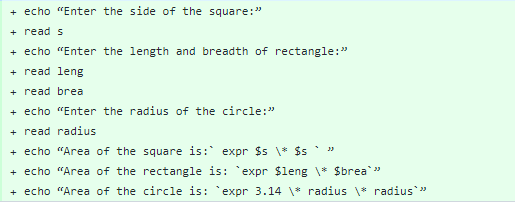 + echo “Enter the side of the square:”
+ read s
+ echo “Enter the length and breadth of rectangle:”
+ read leng
+ read brea
+ echo “Enter the radius of the circle:”
+ read radius
+ echo “Area of the square is:` expr $s \* $s ` ”
+ echo “Area of the rectangle is: `expr $leng \* $brea`”
+ echo “Area of the circle is: `expr 3.14 \* radius \* radius`”